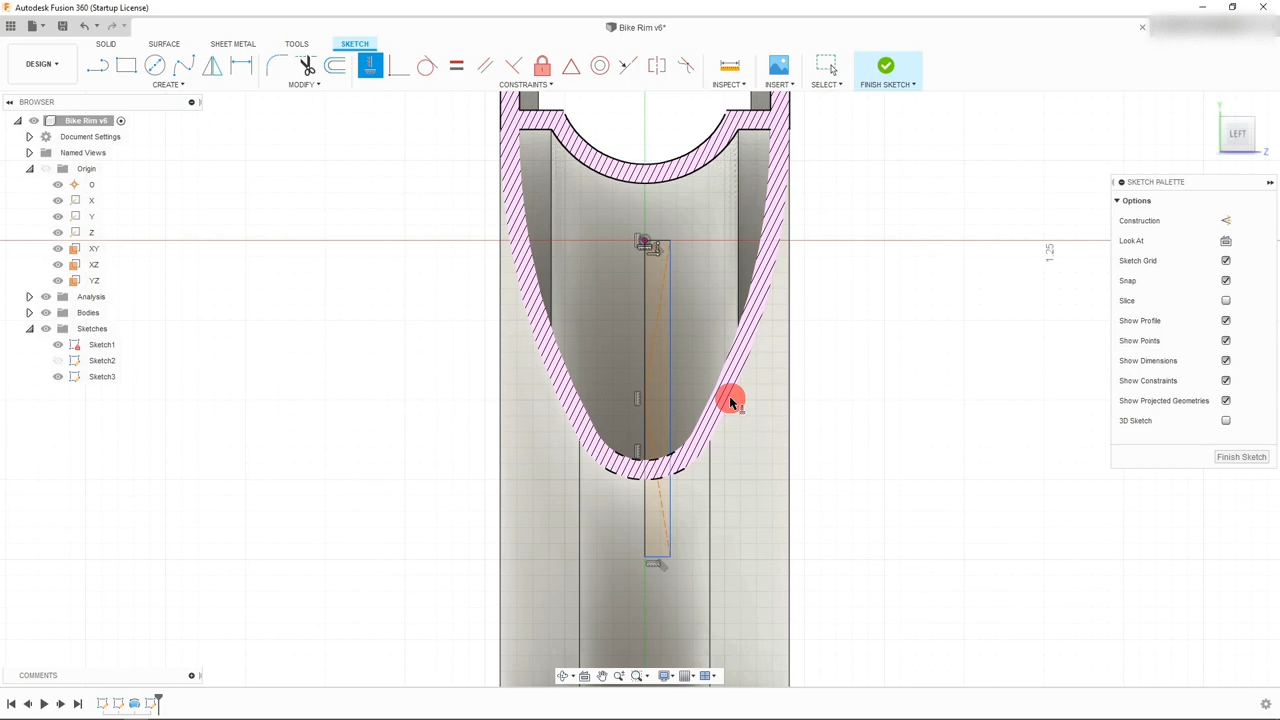 Autodesk Fusion 360 (Startup License)
Bike Rim v6*
SOLID SURFACE SHEET METAL TOOLS SKETCH
DESIGN
CREATE MODIFY CONSTRAINTS INSPECT INSERT SELECT FINISH SKETCH
BROWSER
Bike Rim v6
Document Settings
Named Views
Origin
O
X
Y
Z
XY
XZ
YZ
Analysis
Bodies
Sketches
Sketch1
Sketch2
Sketch3
1.25
Y
LEFT
Z
SKETCH PALETTE
Options
Construction
Look At
Sketch Grid
Snap
Slice
Show Profile
Show Points
Show Dimensions
Show Constraints
Show Projected Geometries
3D Sketch
Finish Sketch
COMMENTS